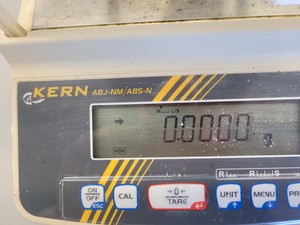 KERN ABJ-NM/ABS-N
0.0000 g
ON
OFF
ESC
CAL
→0←
TARE
UNIT
MENU
PR